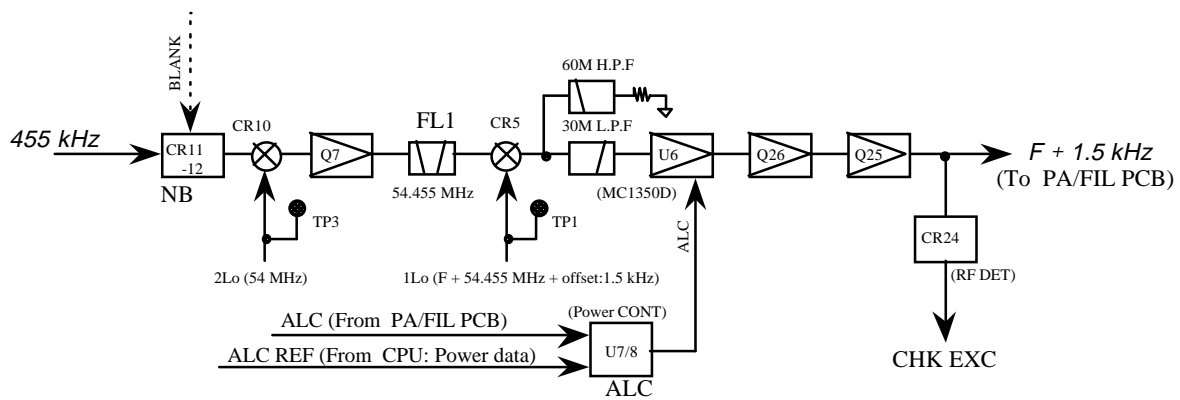 BLANK
60M H.P.F
455 kHz
CR11
-12
NB
CR10
Q7
FL1
54.455 MHz
CR5
30M L.P.F
U6
(MC1350D)
Q26
Q25
F + 1.5 kHz
(To PA/FIL PCB)
TP3
TP1
ALC
CR24
(RF DET)
2Lo (54 MHz)
1Lo (F + 54.455 MHz + offset:1.5 kHz)
(Power CONT)
ALC (From PA/FIL PCB)
ALC REF (From CPU: Power data)
U7/8
ALC
CHK EXC